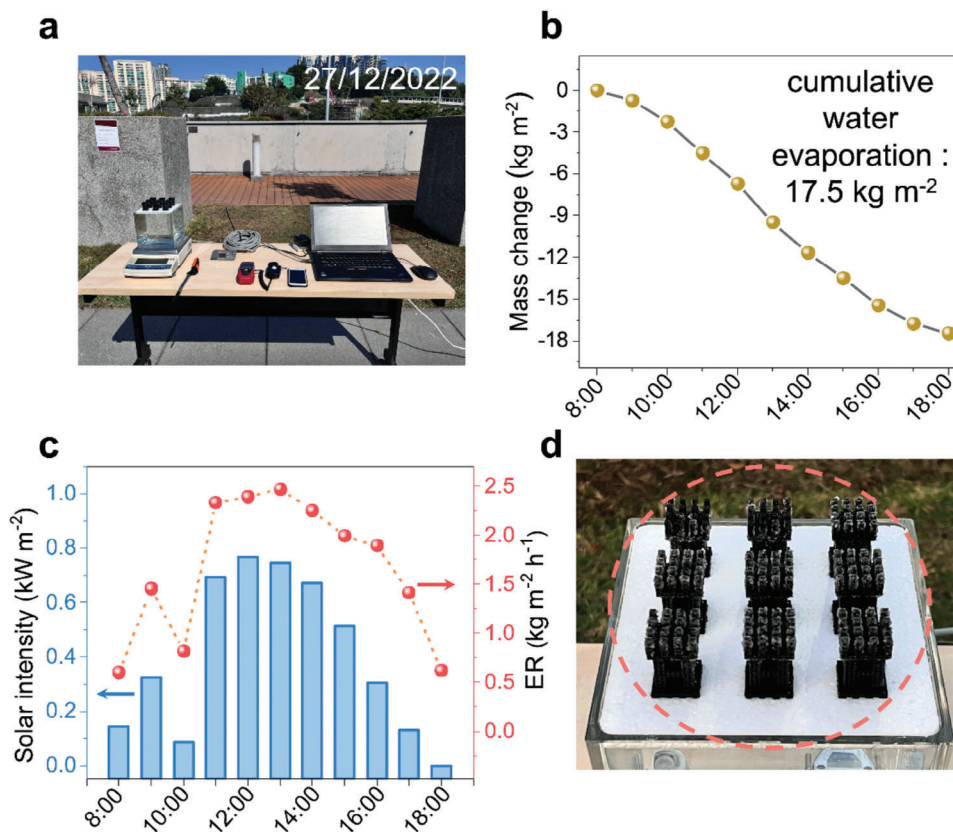 a
27/12/2022
b
Mass change (kg m-2)
0
-3
-6
-9
-12
-15
-18
cumulative
water
evaporation :
17.5 kg m-2
8:00
10:00
12:00
14:00
16:00
18:00
c
Solar intensity (kW m-2)
1.0
0.8
0.6
0.4
0.2
0.0
2.5
2.0
1.5
1.0
0.5
0.0
ER (kg m-2 h-1)
8:00
10:00
12:00
14:00
16:00
18:00
d